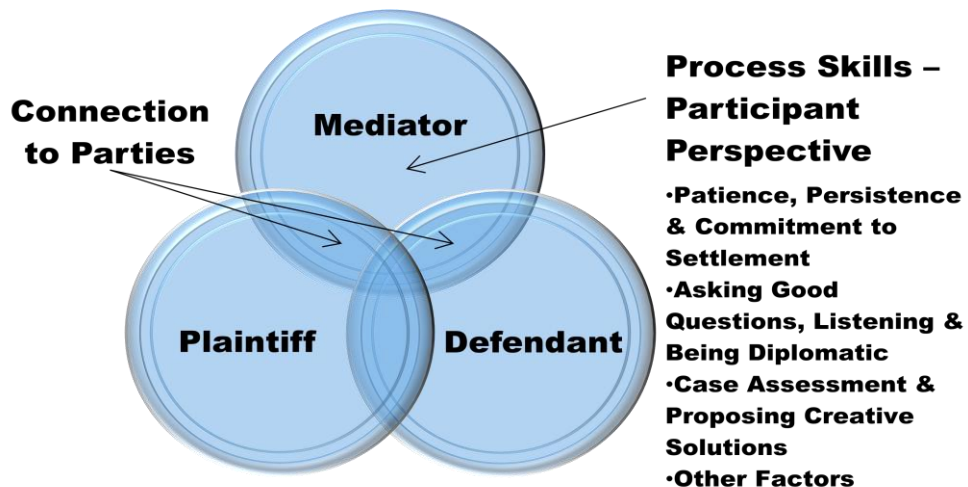 Connection
to Parties
Mediator
Plaintiff
Defendant
Process Skills –
Participant
Perspective
•Patience, Persistence
& Commitment to
Settlement
•Asking Good
Questions, Listening &
Being Diplomatic
•Case Assessment &
Proposing Creative
Solutions
•Other Factors